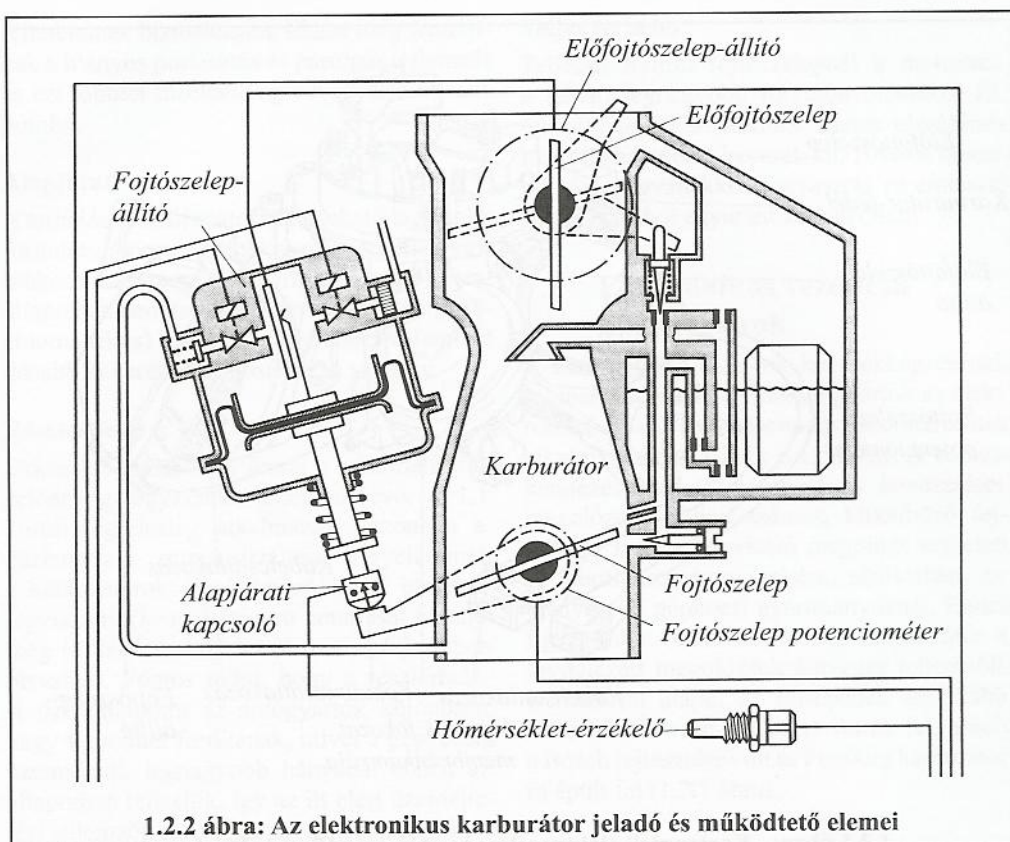 Előfojtószelep-állító
Előfojtószelep
Fojtószelep-
állító
Karburátor
Alapjárati
kapcsoló
Fojtószelep
Fojtószelep potenciométer
Hőmérséklet-érzékelő
1.2.2 ábra: Az elektronikus karburátor jeladó és működtető elemei